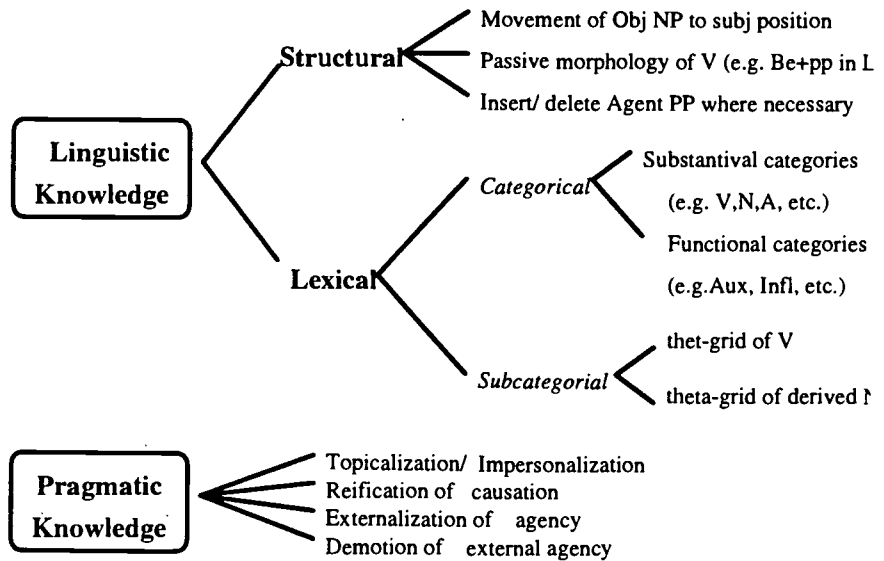 Movement of Obj NP to subj position
Structural
Passive morphology of V (e.g. Be+pp in
Insert/ delete Agent PP where necessary
Linguistic
Knowledge
Substantival categories
Categorical
(e.g. V,N,A, etc.)
Functional categories
(e.g.Aux, Infl, etc.)
Lexical
thet-grid of V
Subcategorial
theta-grid of derived
Topicalization/ Impersonalization
Pragmatic
Reification of causation
Knowledge
Externalization of agency
Demotion of external agency